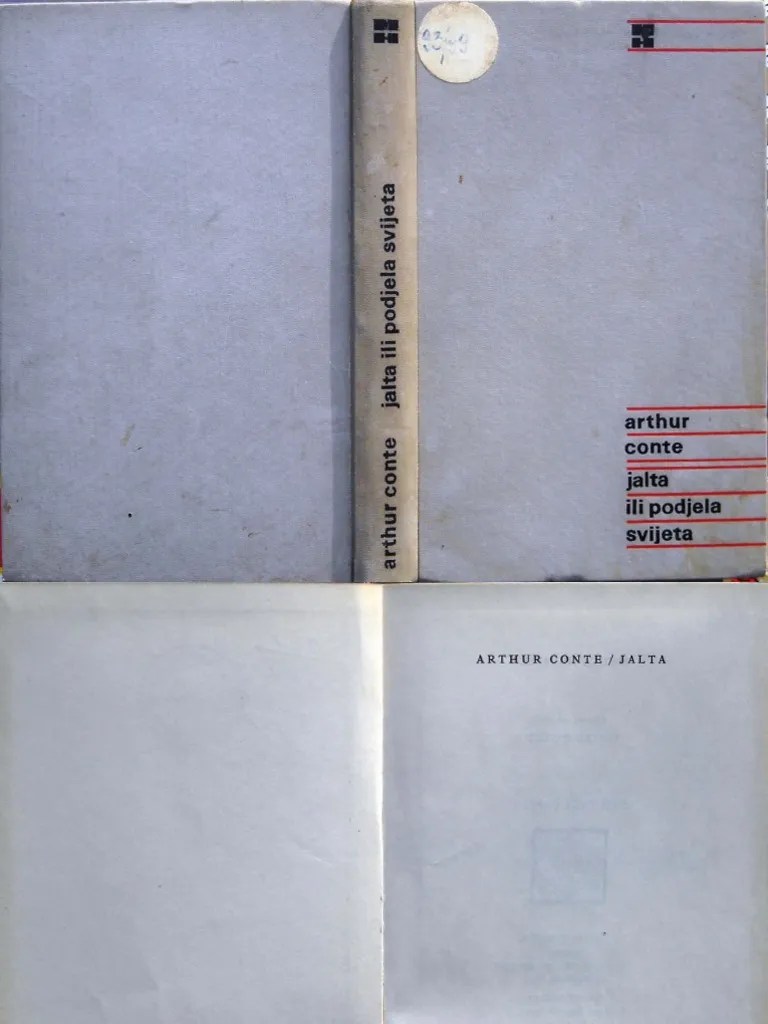 arthur conte jalta ili podjela svijeta
arthur
conte
jalta
ili podjela
svijeta
ARTHUR CONTE / JALTA